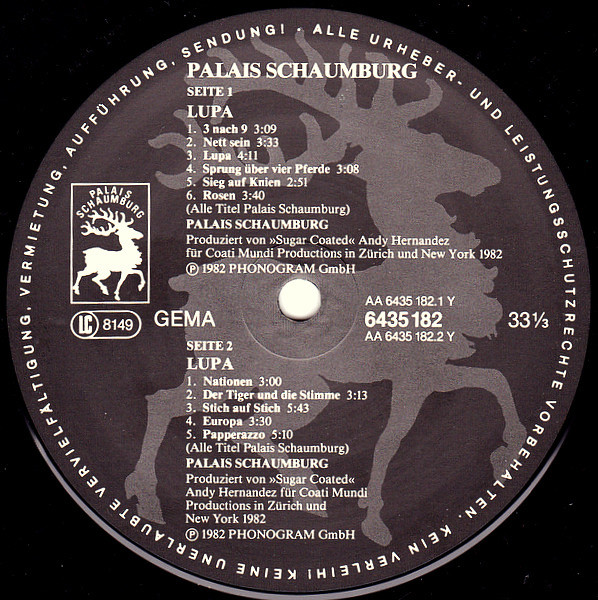 ALLE URHEBER- UND LEISTUNGSSCHUTZRECHTE VORBEHALTEN. KEIN VERLEIH! KEINE UNERLAUBTE VERVIELFÄLTIGUNG, VERMIETUNG, AUFFÜHRUNG, SENDUNG! ·
PALAIS SCHAUMBURG
SEITE 1
LUPA
1. 3 nach 9 3:09
2. Nett sein 3:33
3. Lupa 4:11
4. Sprung über vier Pferde 3:08
5. Sieg auf Knien 2:51
6. Rosen 3:40
(Alle Titel Palais Schaumburg)
PALAIS SCHAUMBURG
Produziert von »Sugar Coated« Andy Hernandez
für Coati Mundi Productions in Zürich und New York 1982
Ⓟ 1982 PHONOGRAM GmbH
PALAIS
SCHAUMBURG
LC 8149
GEMA
AA 6435 182.1 Y
6435 182
AA 6435 182.2 Y
33⅓
SEITE 2
LUPA
1. Nationen 3:00
2. Der Tiger und die Stimme 3:13
3. Stich auf Stich 5:43
4. Europa 3:30
5. Papperazzo 5:10
(Alle Titel Palais Schaumburg)
PALAIS SCHAUMBURG
Produziert von »Sugar Coated«
Andy Hernandez für Coati Mundi
Productions in Zürich und
New York 1982
Ⓟ 1982 PHONOGRAM GmbH